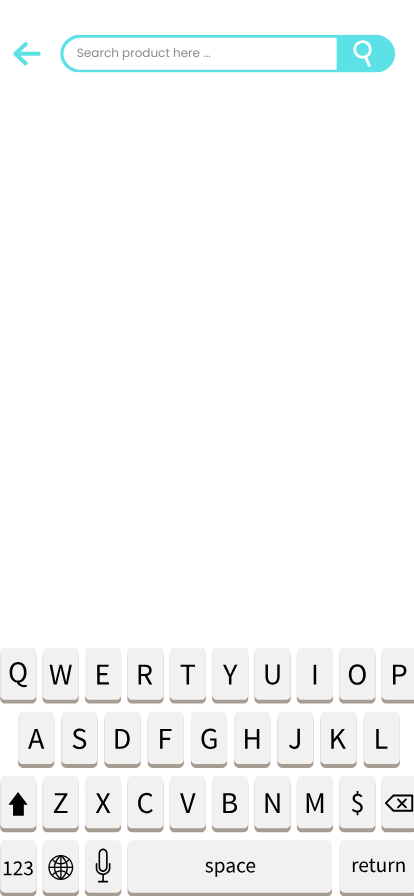 Search product here ...
Q W E R T Y U I O P
A S D F G H J K L
Z X C V B N M $
123 space return